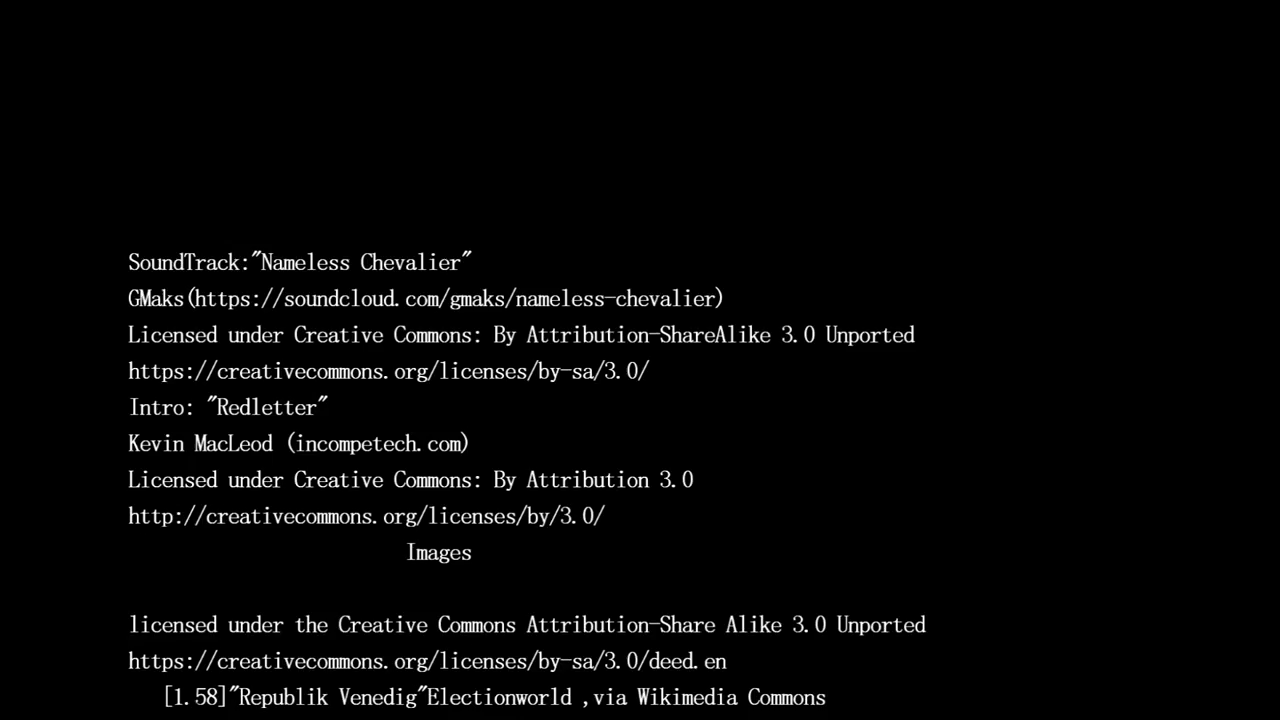 SoundTrack:"Nameless Chevalier"
GMaks(https://soundcloud.com/gmaks/nameless-chevalier)
Licensed under Creative Commons: By Attribution-ShareAlike 3.0 Unported
https://creativecommons.org/licenses/by-sa/3.0/
Intro: "Redletter"
Kevin MacLeod (incompetech.com)
Licensed under Creative Commons: By Attribution 3.0
http://creativecommons.org/licenses/by/3.0/
Images
licensed under the Creative Commons Attribution-Share Alike 3.0 Unported
https://creativecommons.org/licenses/by-sa/3.0/deed.en
[1.58]"Republik Venedig"Electionworld ,via Wikimedia Commons